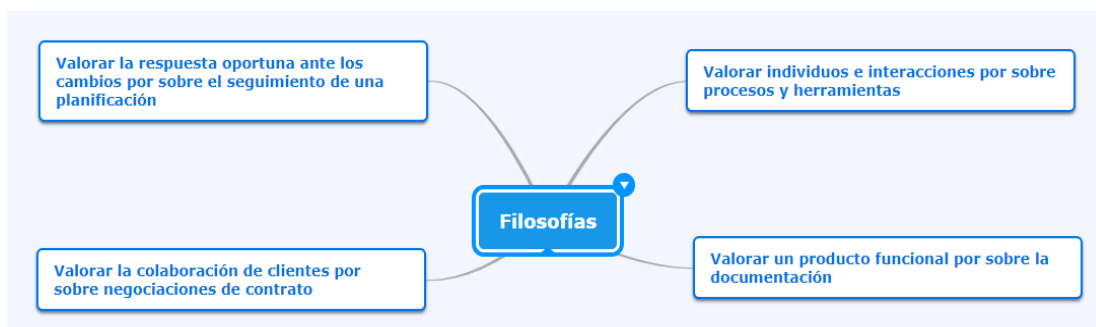 Valorar la respuesta oportuna ante los
cambios por sobre el seguimiento de una
planificación
Valorar individuos e interacciones por sobre
procesos y herramientas
Filosofías
Valorar la colaboración de clientes por
sobre negociaciones de contrato
Valorar un producto funcional por sobre la
documentación